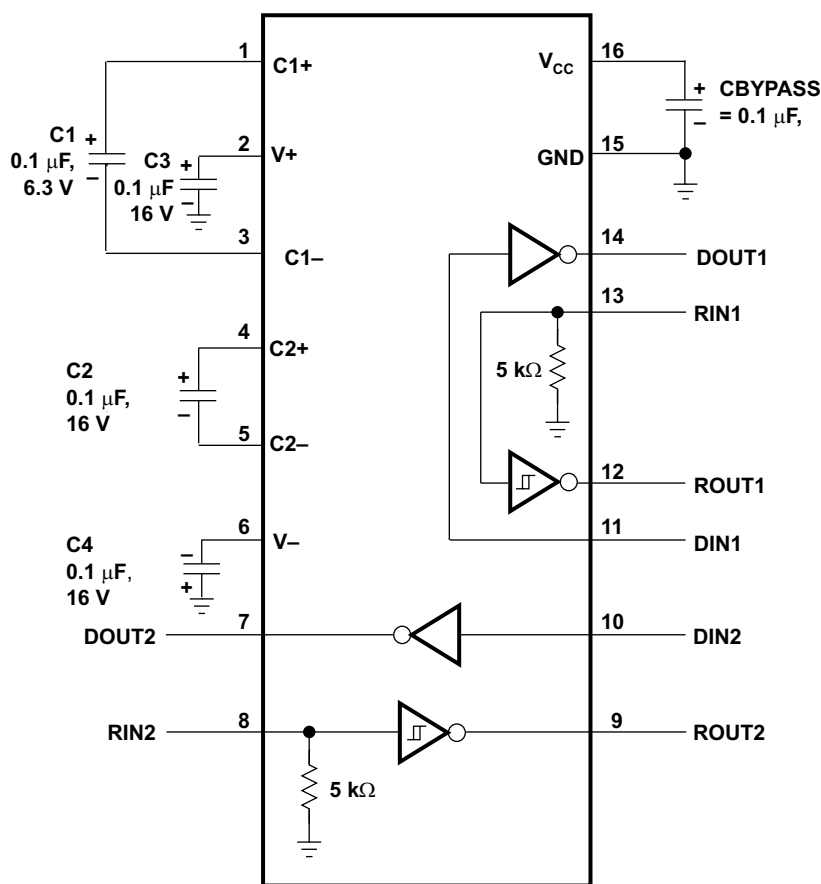 1
C1+
C1
0.1 μF,
6.3 V
+
–
2
V+
C3
0.1 μF
16 V
+
–
3
C1–
4
C2+
C2
0.1 μF,
16 V
+
–
5
C2–
6
V–
C4
0.1 μF,
16 V
–
+
DOUT2
7
RIN2
8
5 kΩ
16
VCC
+
–
CBYPASS
= 0.1 μF,
15
GND
14
DOUT1
13
RIN1
5 kΩ
12
ROUT1
11
DIN1
10
DIN2
9
ROUT2